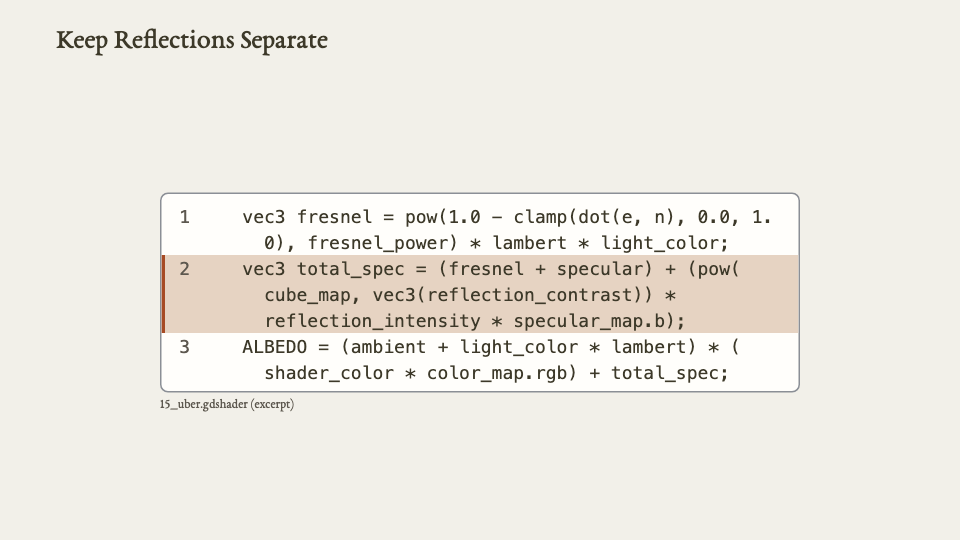 Keep Reflections Separate
1 vec3 fresnel = pow(1.0 − clamp(dot(e, n), 0.0, 1.
0), fresnel_power) * lambert * light_color;
2 vec3 total_spec = (fresnel + specular) + (pow(
cube_map, vec3(reflection_contrast)) *
reflection_intensity * specular_map.b);
3 ALBEDO = (ambient + light_color * lambert) * (
shader_color * color_map.rgb) + total_spec;
15_uber.gdshader (excerpt)